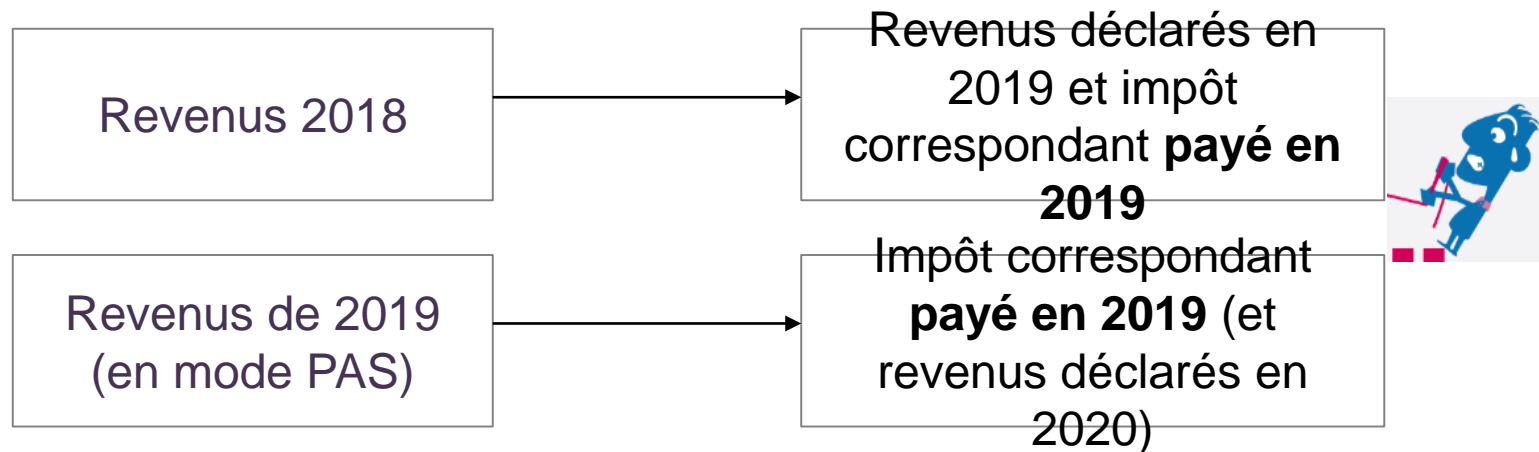 Revenus 2018
Revenus déclarés en
2019 et impôt
correspondant payé en
2019
Revenus de 2019
(en mode PAS)
Impôt correspondant
payé en 2019 (et
revenus déclarés en
2020)